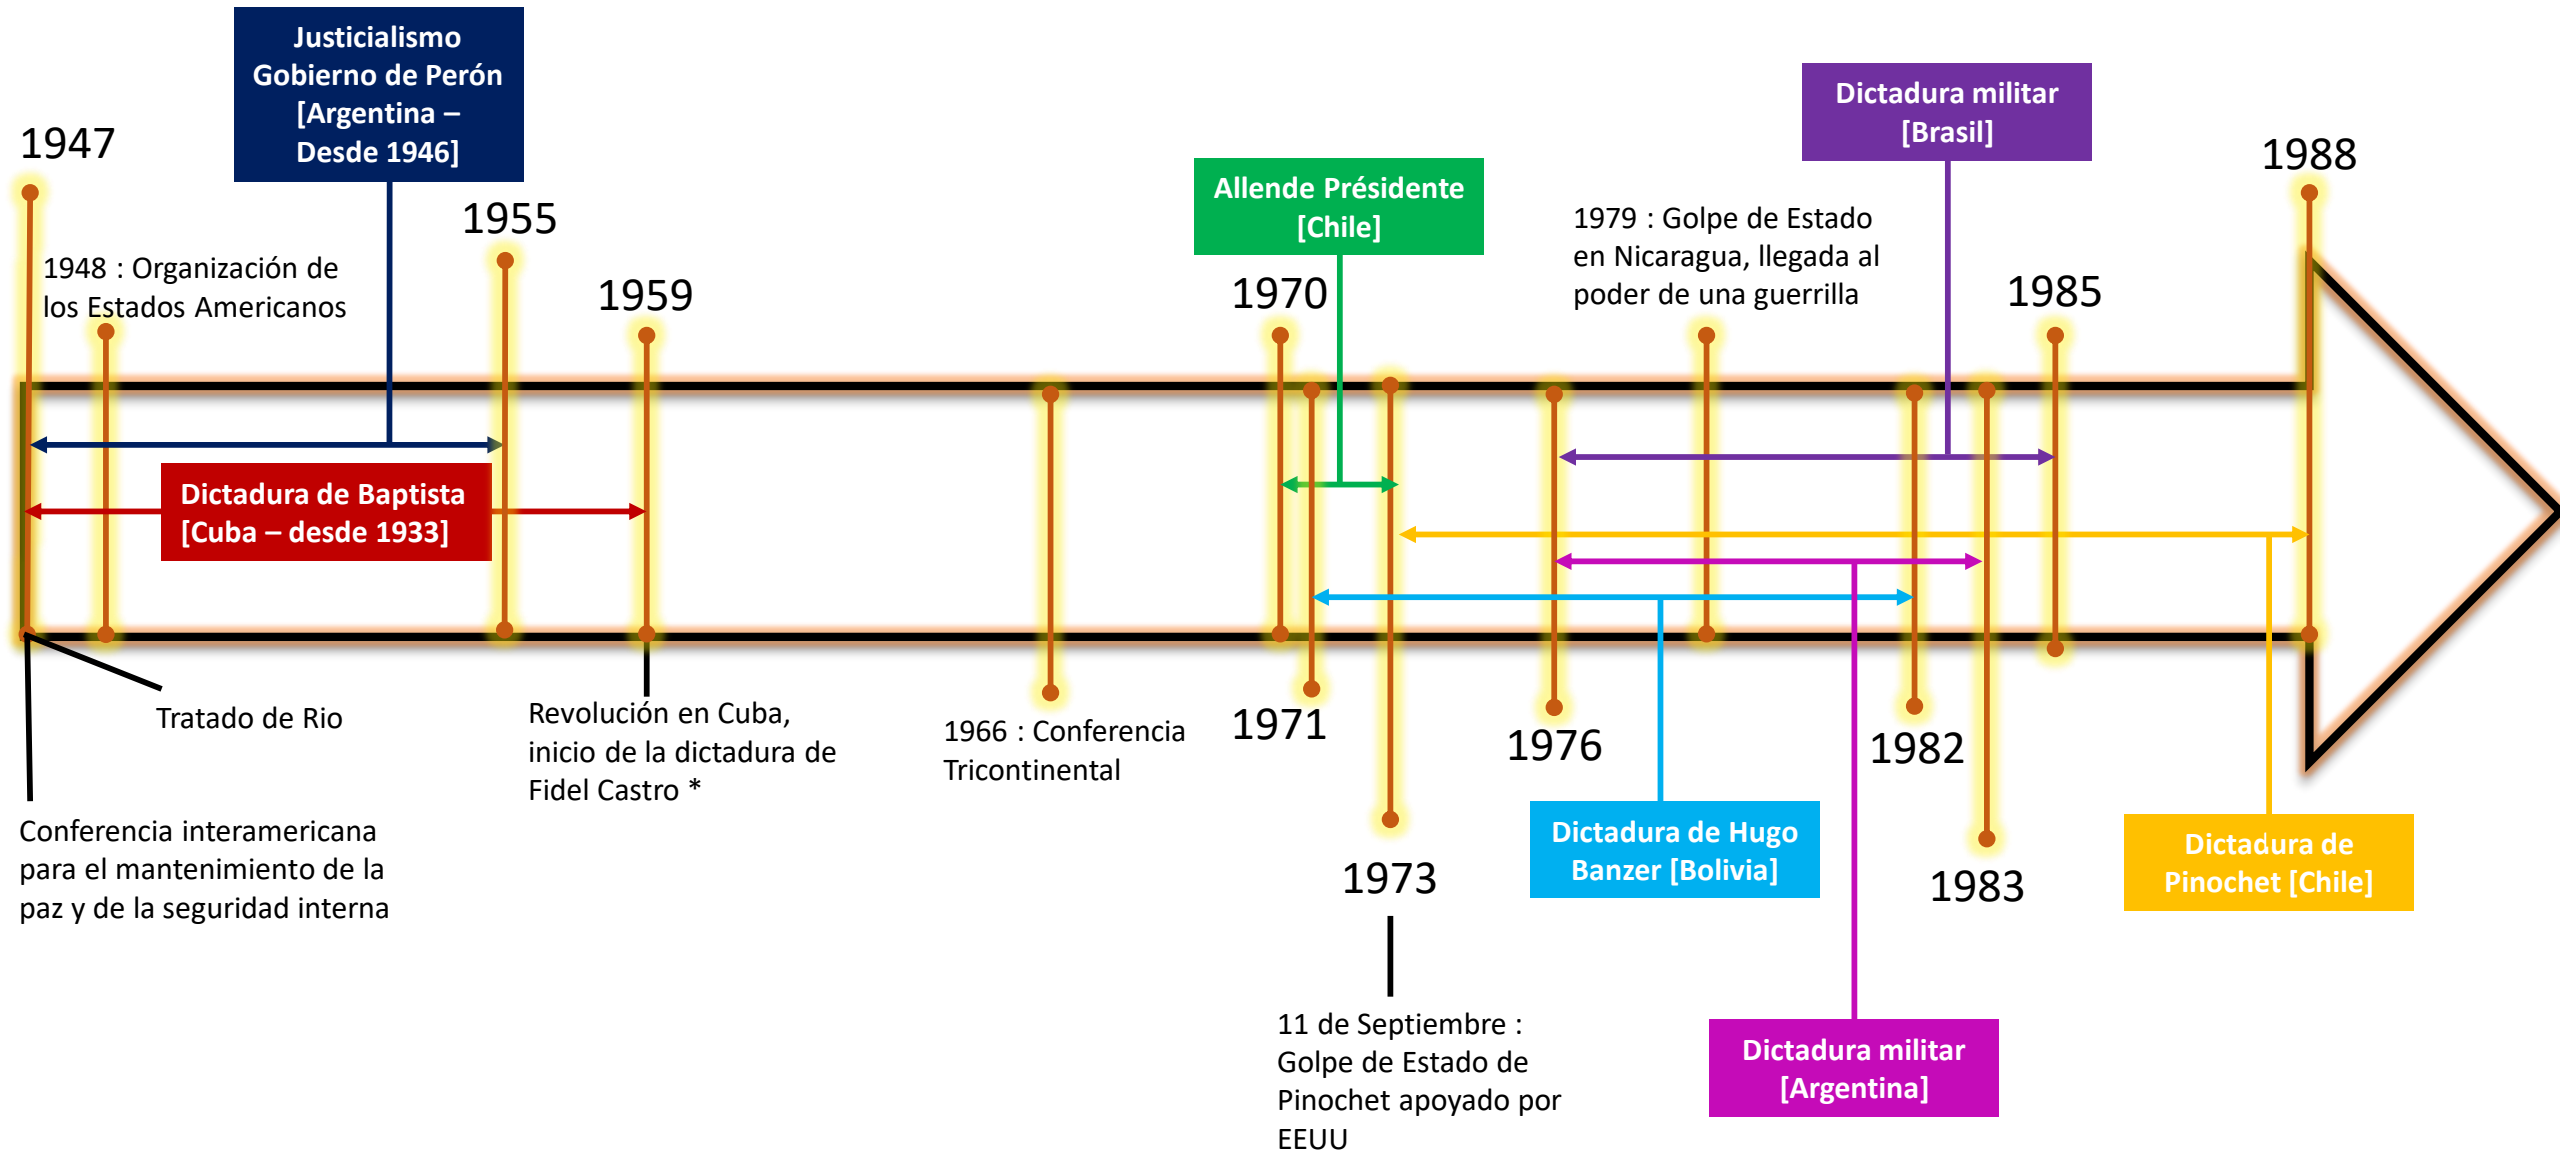 Justicialismo
Gobierno de Perón
[Argentina –
Desde 1946]
1947
1948 : Organización de
los Estados Americanos
1955
1959
Allende Présidente
[Chile]
1970
1979 : Golpe de Estado
en Nicaragua, llegada al
poder de una guerrilla
Dictadura militar
[Brasil]
1985
1988
Dictadura de Baptista
[Cuba – desde 1933]
Tratado de Rio
Conferencia interamericana
para el mantenimiento de la
paz y de la seguridad interna
Revolución en Cuba,
inicio de la dictadura de
Fidel Castro *
1966 : Conferencia
Tricontinental
1971
1973
11 de Septiembre :
Golpe de Estado de
Pinochet apoyado por
EEUU
1976
Dictadura de Hugo
Banzer [Bolivia]
1982
1983
Dictadura militar
[Argentina]
Dictadura de
Pinochet [Chile]